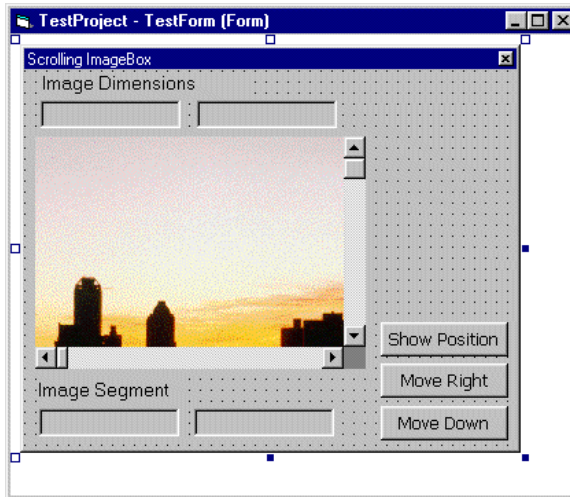 TestProject - TestForm (Form)
Scrolling ImageBox
Image Dimensions
Show Position
Move Right
Image Segment
Move Down